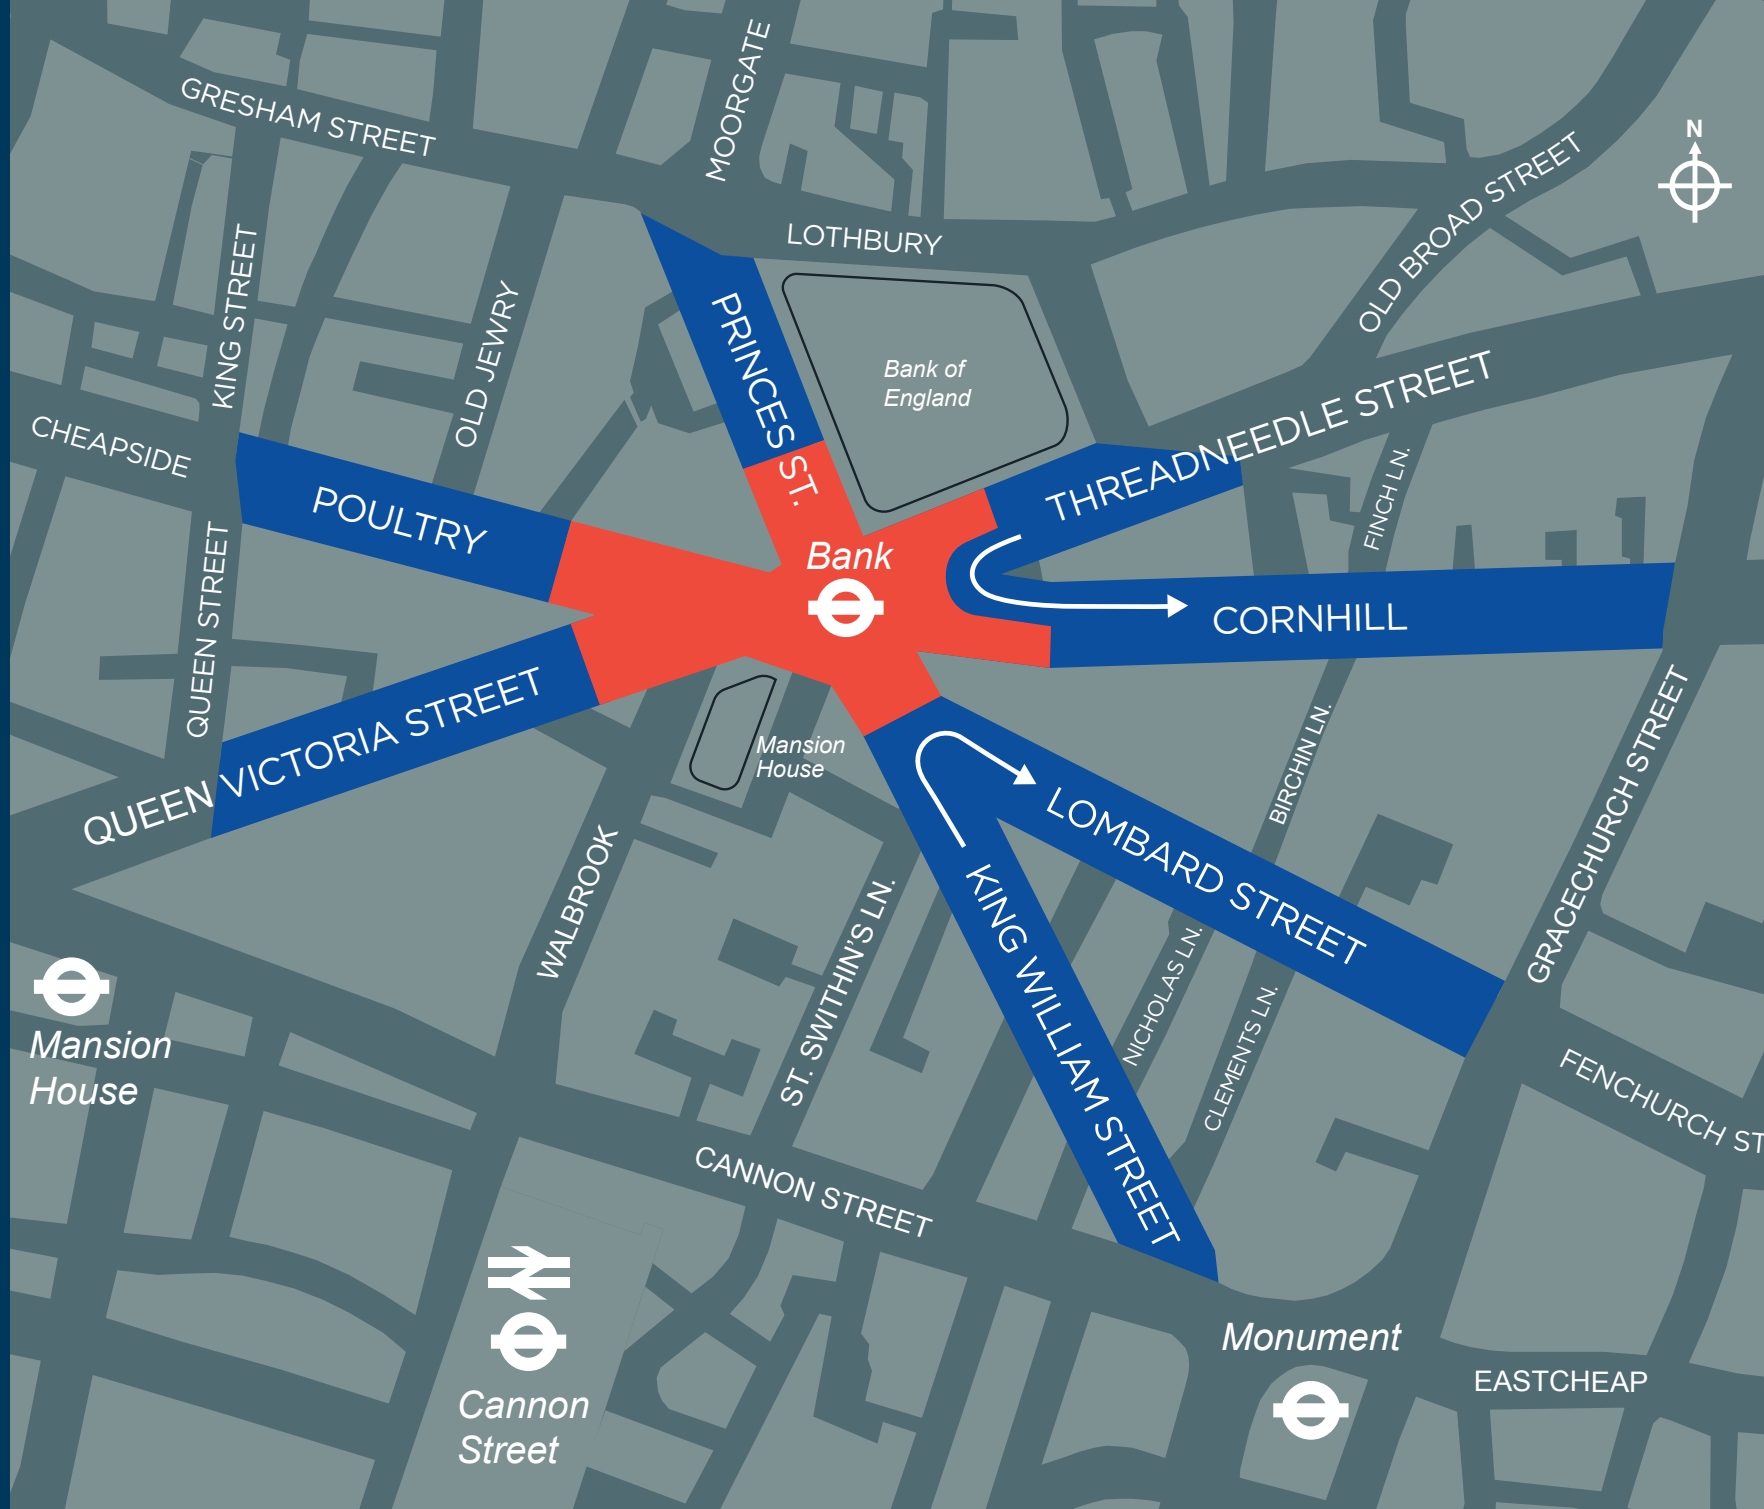 MOORGATE
GRESHAM STREET
N
OLD BROAD STREET
LOTHBURY
KING STREET
OLD JEWRY
PRINCES ST.
Bank of
England
THREADNEEDLE STREET
CHEAPSIDE
POULTRY
FINCH LN.
QUEEN STREET
Bank
CORNHILL
QUEEN VICTORIA STREET
Mansion
House
BIRCHIN LN.
GRACECHURCH STREET
LOMBARD STREET
WALBROOK
ST. SWITHIN'S LN.
KING WILLIAM STREET
NICHOLAS LN.
CLEMENTS LN.
Mansion
House
FENCHURCH ST
CANNON STREET
Monument
EASTCHEAP
Cannon
Street